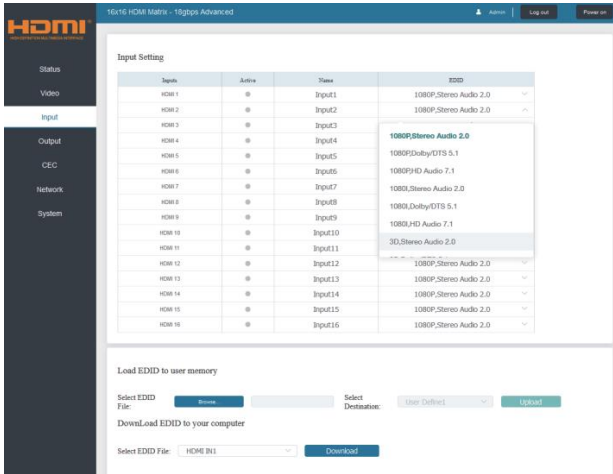 16x16 HDMI Matrix - 18gbps Advanced
Admin
Log out
Power on
HDMI
HIGH-DEFINITION MULTIMEDIA INTERFACE
Status
Video
Input
Output
CEC
Network
System
Input Setting
Inputs Active Name EDID
HDMI 1 Input1 1080P,Stereo Audio 2.0
HDMI 2 Input2 1080P,Stereo Audio 2.0
HDMI 3 Input3
HDMI 4 Input4
HDMI 5 Input5
HDMI 6 Input6
HDMI 7 Input7
HDMI 8 Input8
HDMI 9 Input9
HDMI 10 Input10
HDMI 11 Input11
1080P,Stereo Audio 2.0
1080P,Dolby/DTS 5.1
1080P,HD Audio 7.1
1080I,Stereo Audio 2.0
1080I,Dolby/DTS 5.1
1080I,HD Audio 7.1
3D,Stereo Audio 2.0
HDMI 12 Input12 1080P,Stereo Audio 2.0
HDMI 13 Input13 1080P,Stereo Audio 2.0
HDMI 14 Input14 1080P,Stereo Audio 2.0
HDMI 15 Input15 1080P,Stereo Audio 2.0
HDMI 16 Input16 1080P,Stereo Audio 2.0
Load EDID to user memory
Select EDID
File:
Browse...
Select
Destination:
User Define1
Upload
DownLoad EDID to your computer
Select EDID File: HDMI IN1 Download